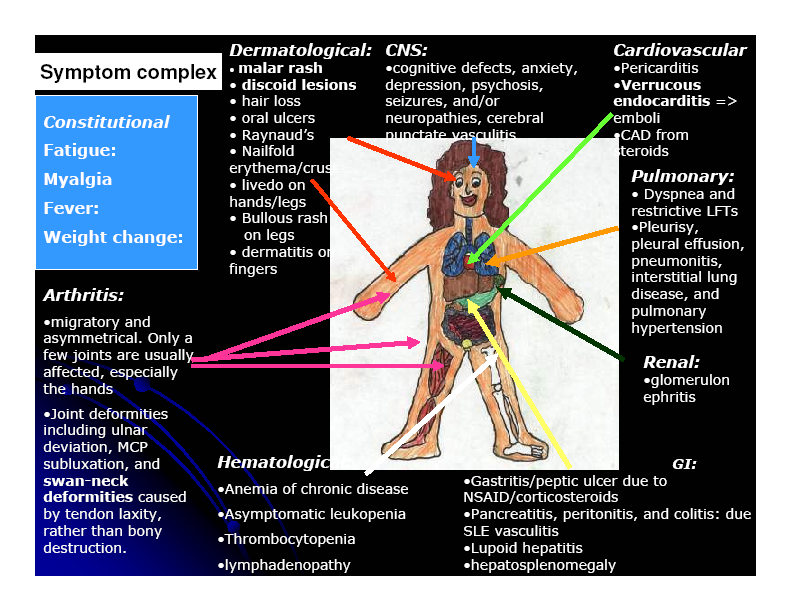 Symptom complex
Constitutional
Fatigue:
Myalgia
Fever:
Weight change:
Arthritis:
•migratory and
asymmetrical. Only a
few joints are usually
affected, especially
the hands
•Joint deformities
including ulnar
deviation, MCP
subluxation, and
swan-neck
deformities caused
by tendon laxity,
rather than bony
destruction.
Dermatological:
• malar rash
• discoid lesions
• hair loss
• oral ulcers
• Raynaud's
• Nailfold
erythema/crus
• livedo on
hands/legs
• Bullous rash
on legs
• dermatitis on
fingers
CNS:
•cognitive defects, anxiety,
depression, psychosis,
seizures, and/or
neuropathies, cerebral
punctate vasculitis
Cardiovascular
•Pericarditis
•Verrucous
endocarditis =>
emboli
•CAD from
steroids
Pulmonary:
• Dyspnea and
restrictive LFTs
•Pleurisy,
pleural effusion,
pneumonitis,
interstitial lung
disease, and
pulmonary
hypertension
Renal:
•glomerulon
ephritis
Hematologic
•Anemia of chronic disease
•Asymptomatic leukopenia
•Thrombocytopenia
•lymphadenopathy
GI:
•Gastritis/peptic ulcer due to
NSAID/corticosteroids
•Pancreatitis, peritonitis, and colitis: due
SLE vasculitis
•Lupoid hepatitis
•hepatosplenomegaly